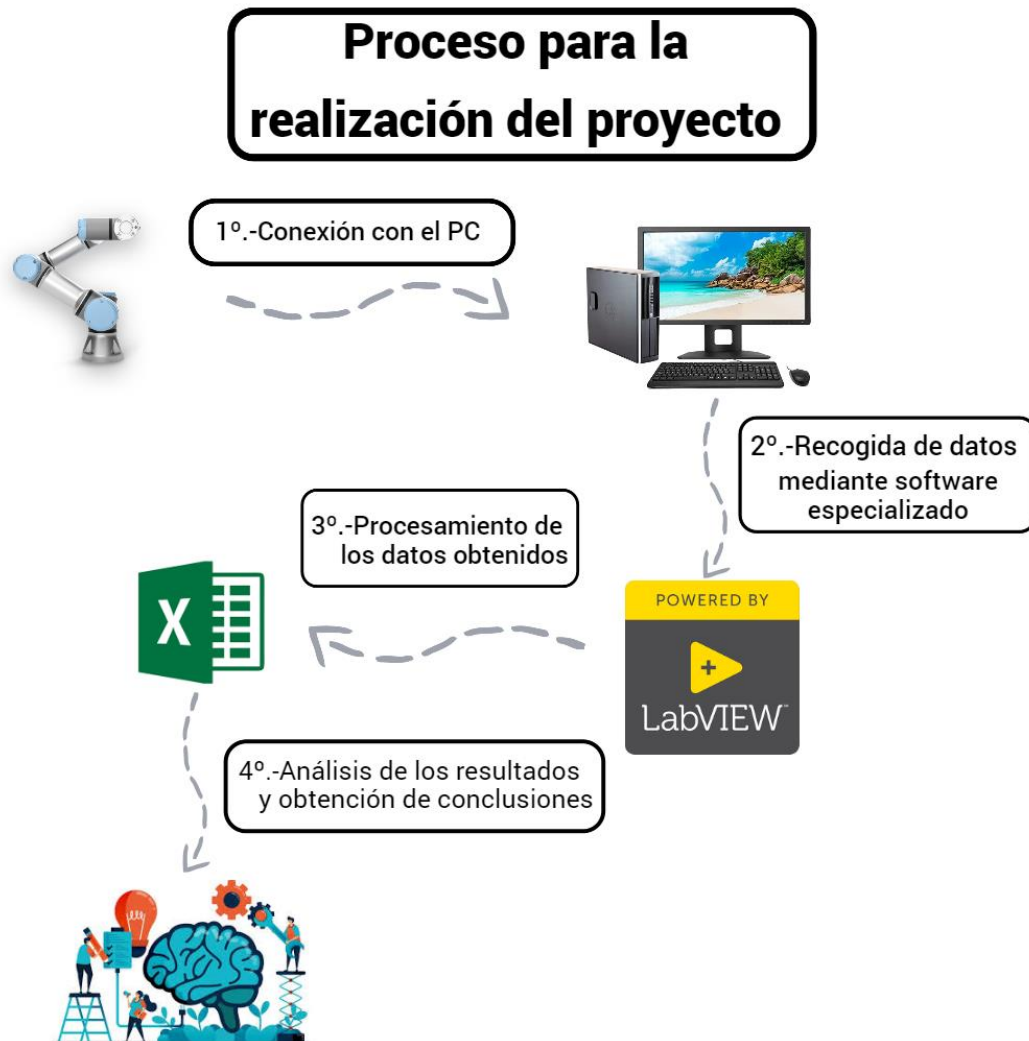 Proceso para la
realización del proyecto
1º.-Conexión con el PC
2º.-Recogida de datos
mediante software
especializado
3º.-Procesamiento de
los datos obtenidos
X
POWERED BY
LabVIEW™
4º.-Análisis de los resultados
y obtención de conclusiones